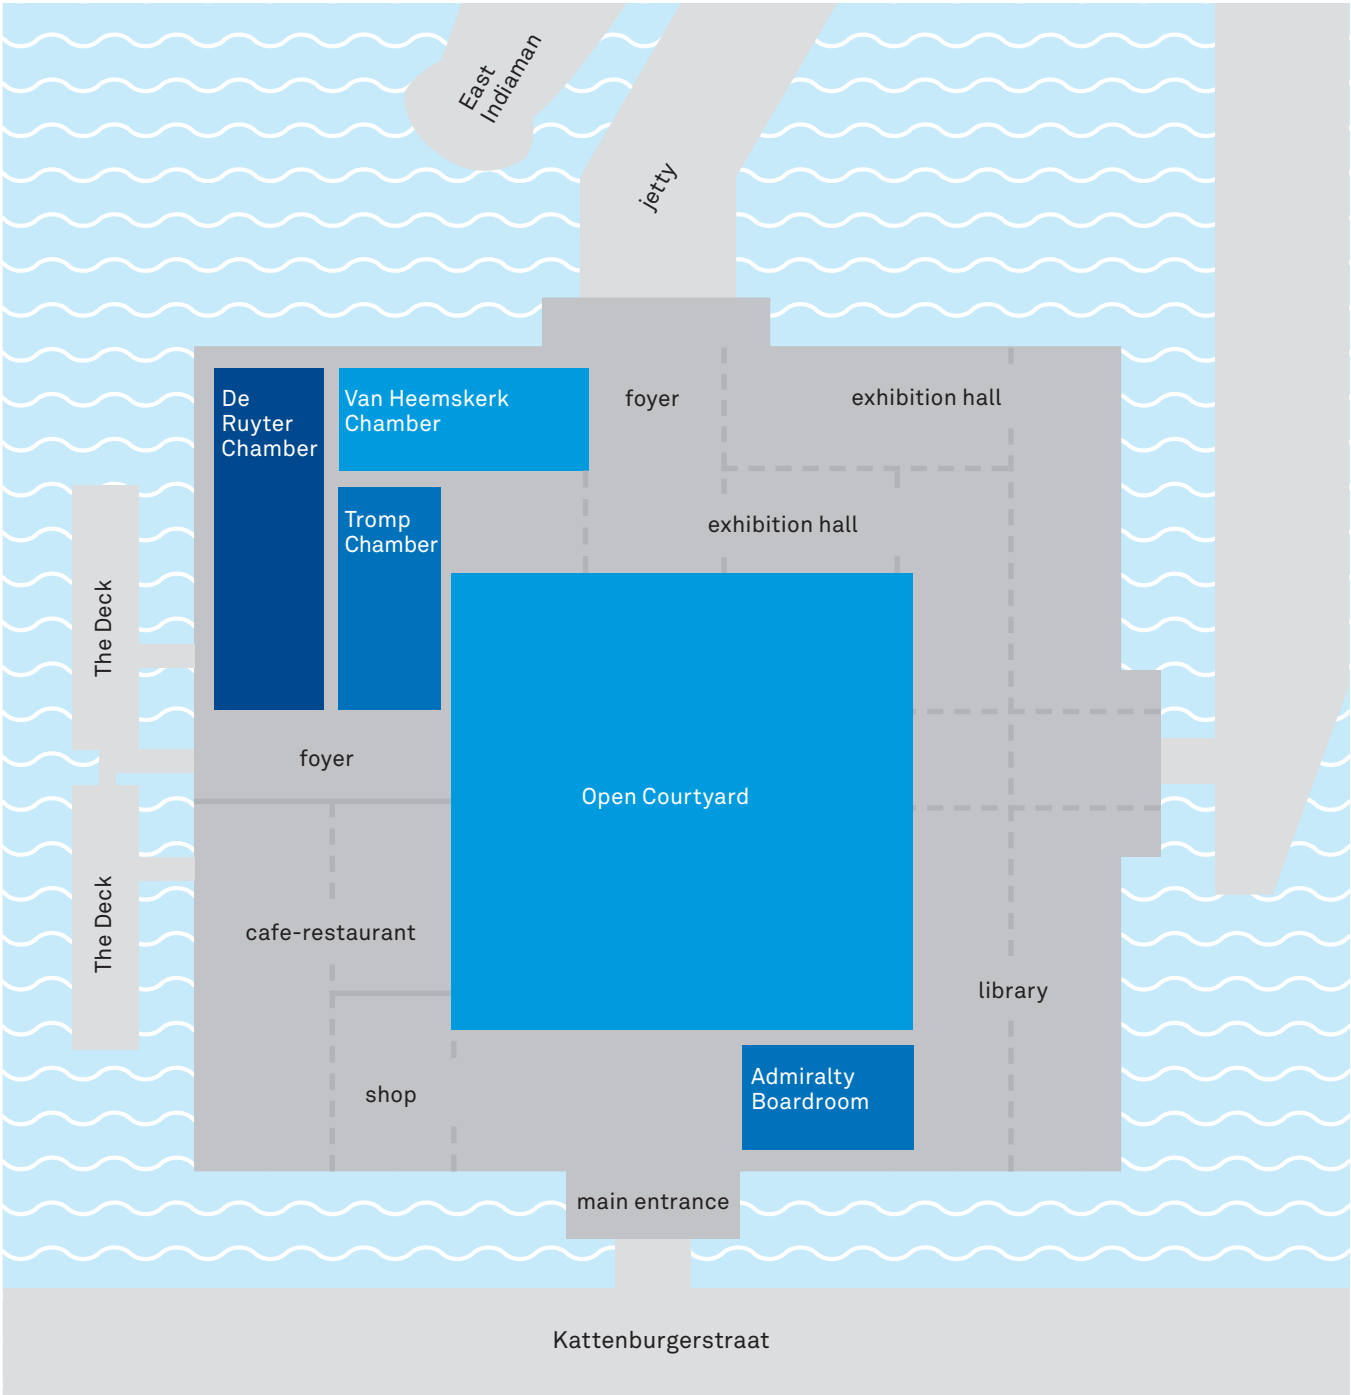 East
Indiaman
jetty
De
Ruyter
Chamber
Van Heemskerk
Chamber
foyer
exhibition hall
Tromp
Chamber
exhibition hall
The Deck
foyer
Open Courtyard
The Deck
cafe-restaurant
library
shop
Admiralty
Boardroom
main entrance
Kattenburgerstraat